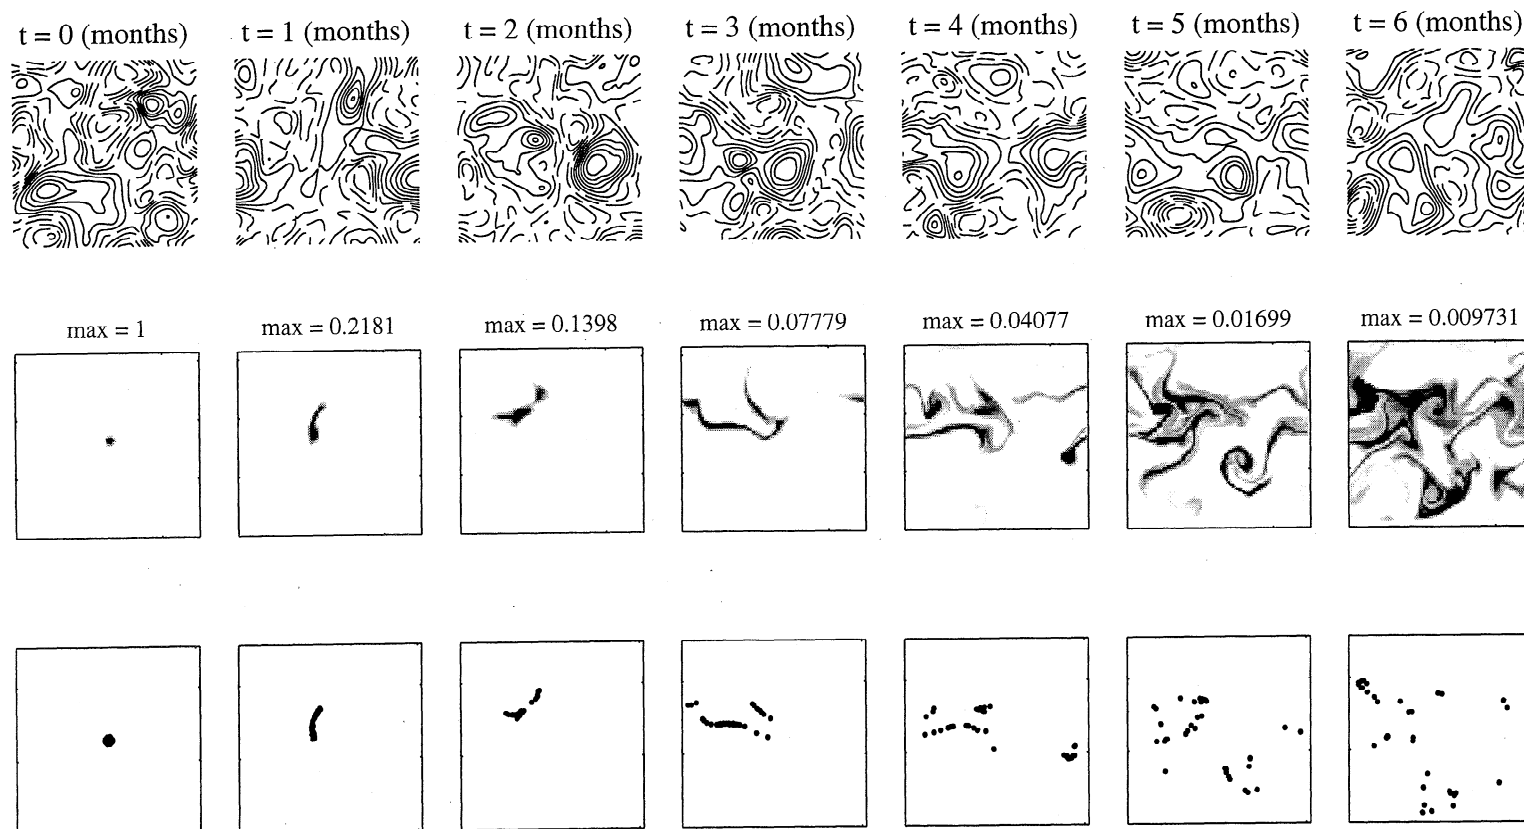 t = 0 (months) t = 1 (months) t = 2 (months) t = 3 (months) t = 4 (months) t = 5 (months) t = 6 (months)
max = 1 max = 0.2181 max = 0.1398 max = 0.07779 max = 0.04077 max = 0.01699 max = 0.009731